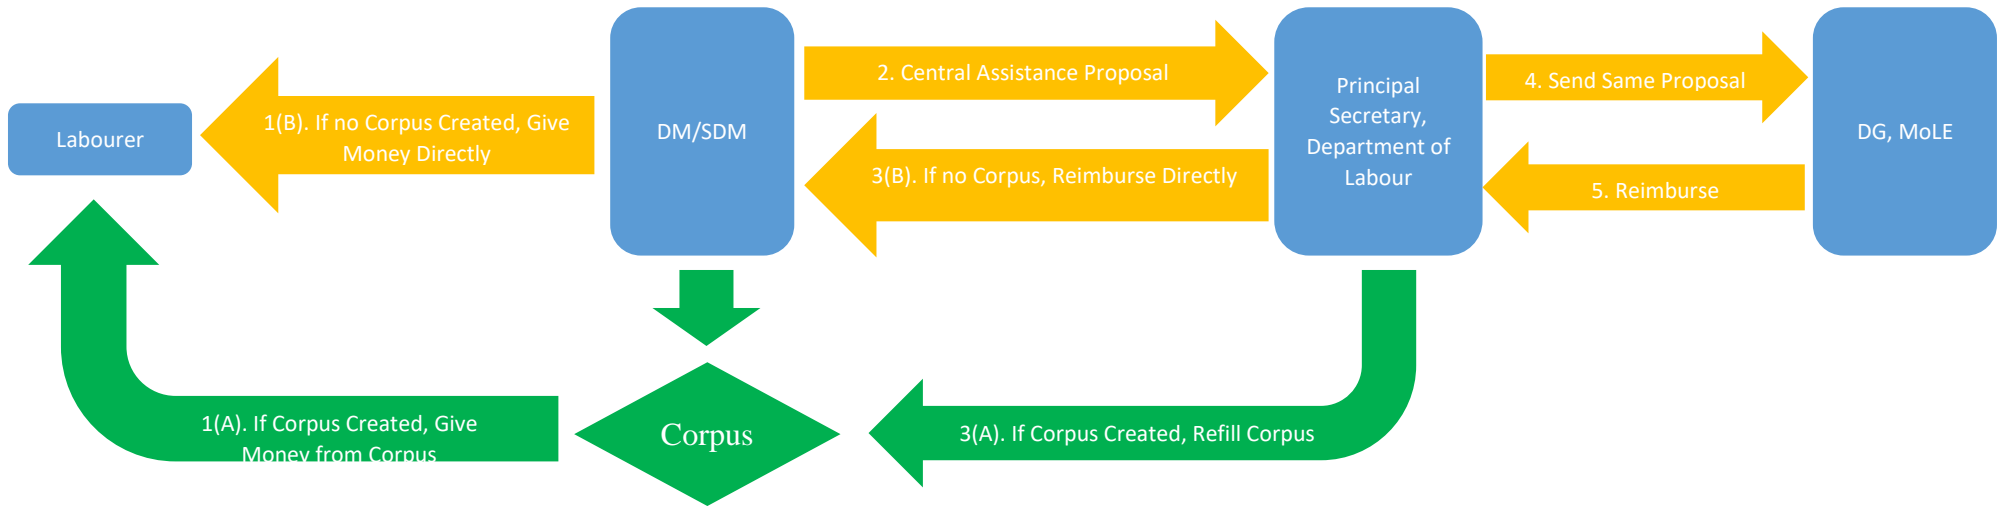 Labourer
1(B). If no Corpus Created, Give
Money Directly
DM/SDM
2. Central Assistance Proposal
3(B). If no Corpus, Reimburse Directly
Principal
Secretary,
Department of
Labour
4. Send Same Proposal
5. Reimburse
DG, MoLE
1(A). If Corpus Created, Give
Money from Corpus
Corpus
3(A). If Corpus Created, Refill Corpus